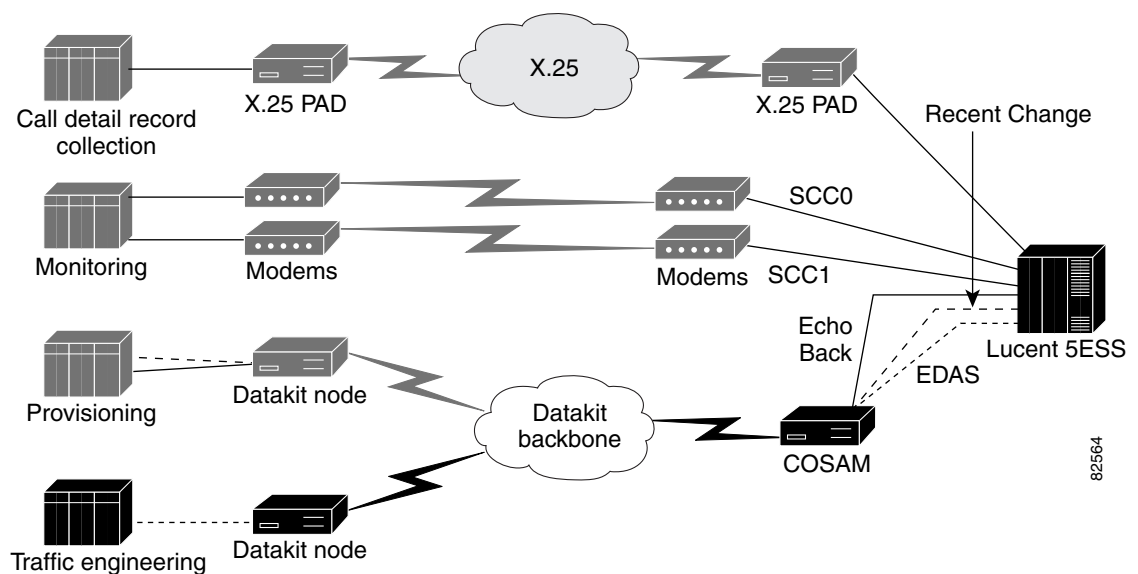 X.25
X.25 PAD
X.25 PAD
Call detail record
collection
Recent Change
SCC0
Monitoring
Modems
Modems
SCC1
Echo
Back
Lucent 5ESS
EDAS
Provisioning
Datakit node
Datakit
backbone
COSAM
82564
Traffic engineering
Datakit node